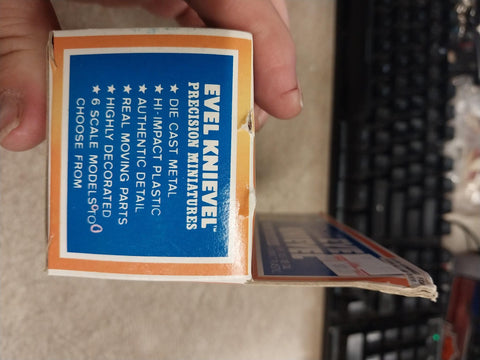 EVEL KNIEVEL™
PRECISION MINIATURES
★ DIE CAST METAL
★ HI-IMPACT PLASTIC
★ AUTHENTIC DETAIL
★ REAL MOVING PARTS
★ HIGHLY DECORATED
★ 6 SCALE MODELS TO
CHOOSE FROM